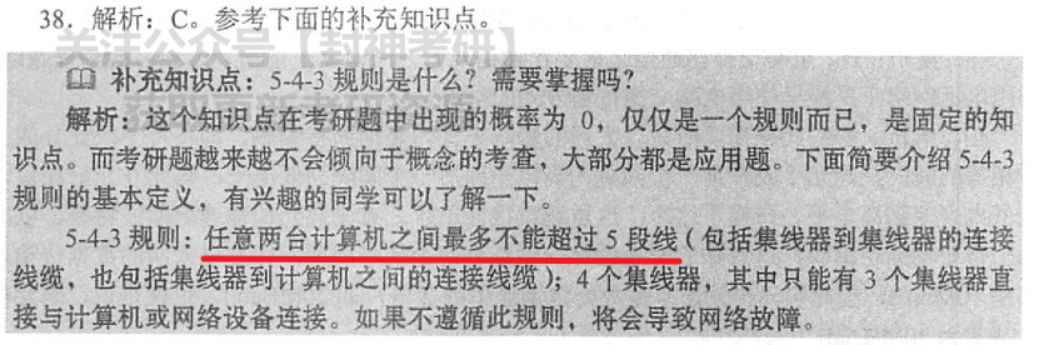 38. 解析：C。参考下面的补充知识点。
关注公众号【封神考研】
补充知识点：5-4-3 规则是什么？需要掌握吗？
解析：这个知识点在考研题中出现的概率为 0，仅仅是一个规则而已，是固定的知
识点。而考研题越来越不会倾向于概念的考查，大部分都是应用题。下面简要介绍 5-4-3
规则的基本定义，有兴趣的同学可以了解一下。
5-4-3 规则：任意两台计算机之间最多不能超过 5 段线（包括集线器到集线器的连接
线缆，也包括集线器到计算机之间的连接线缆）；4 个集线器，其中只能有 3 个集线器直
接与计算机或网络设备连接。如果不遵循此规则，将会导致网络故障。